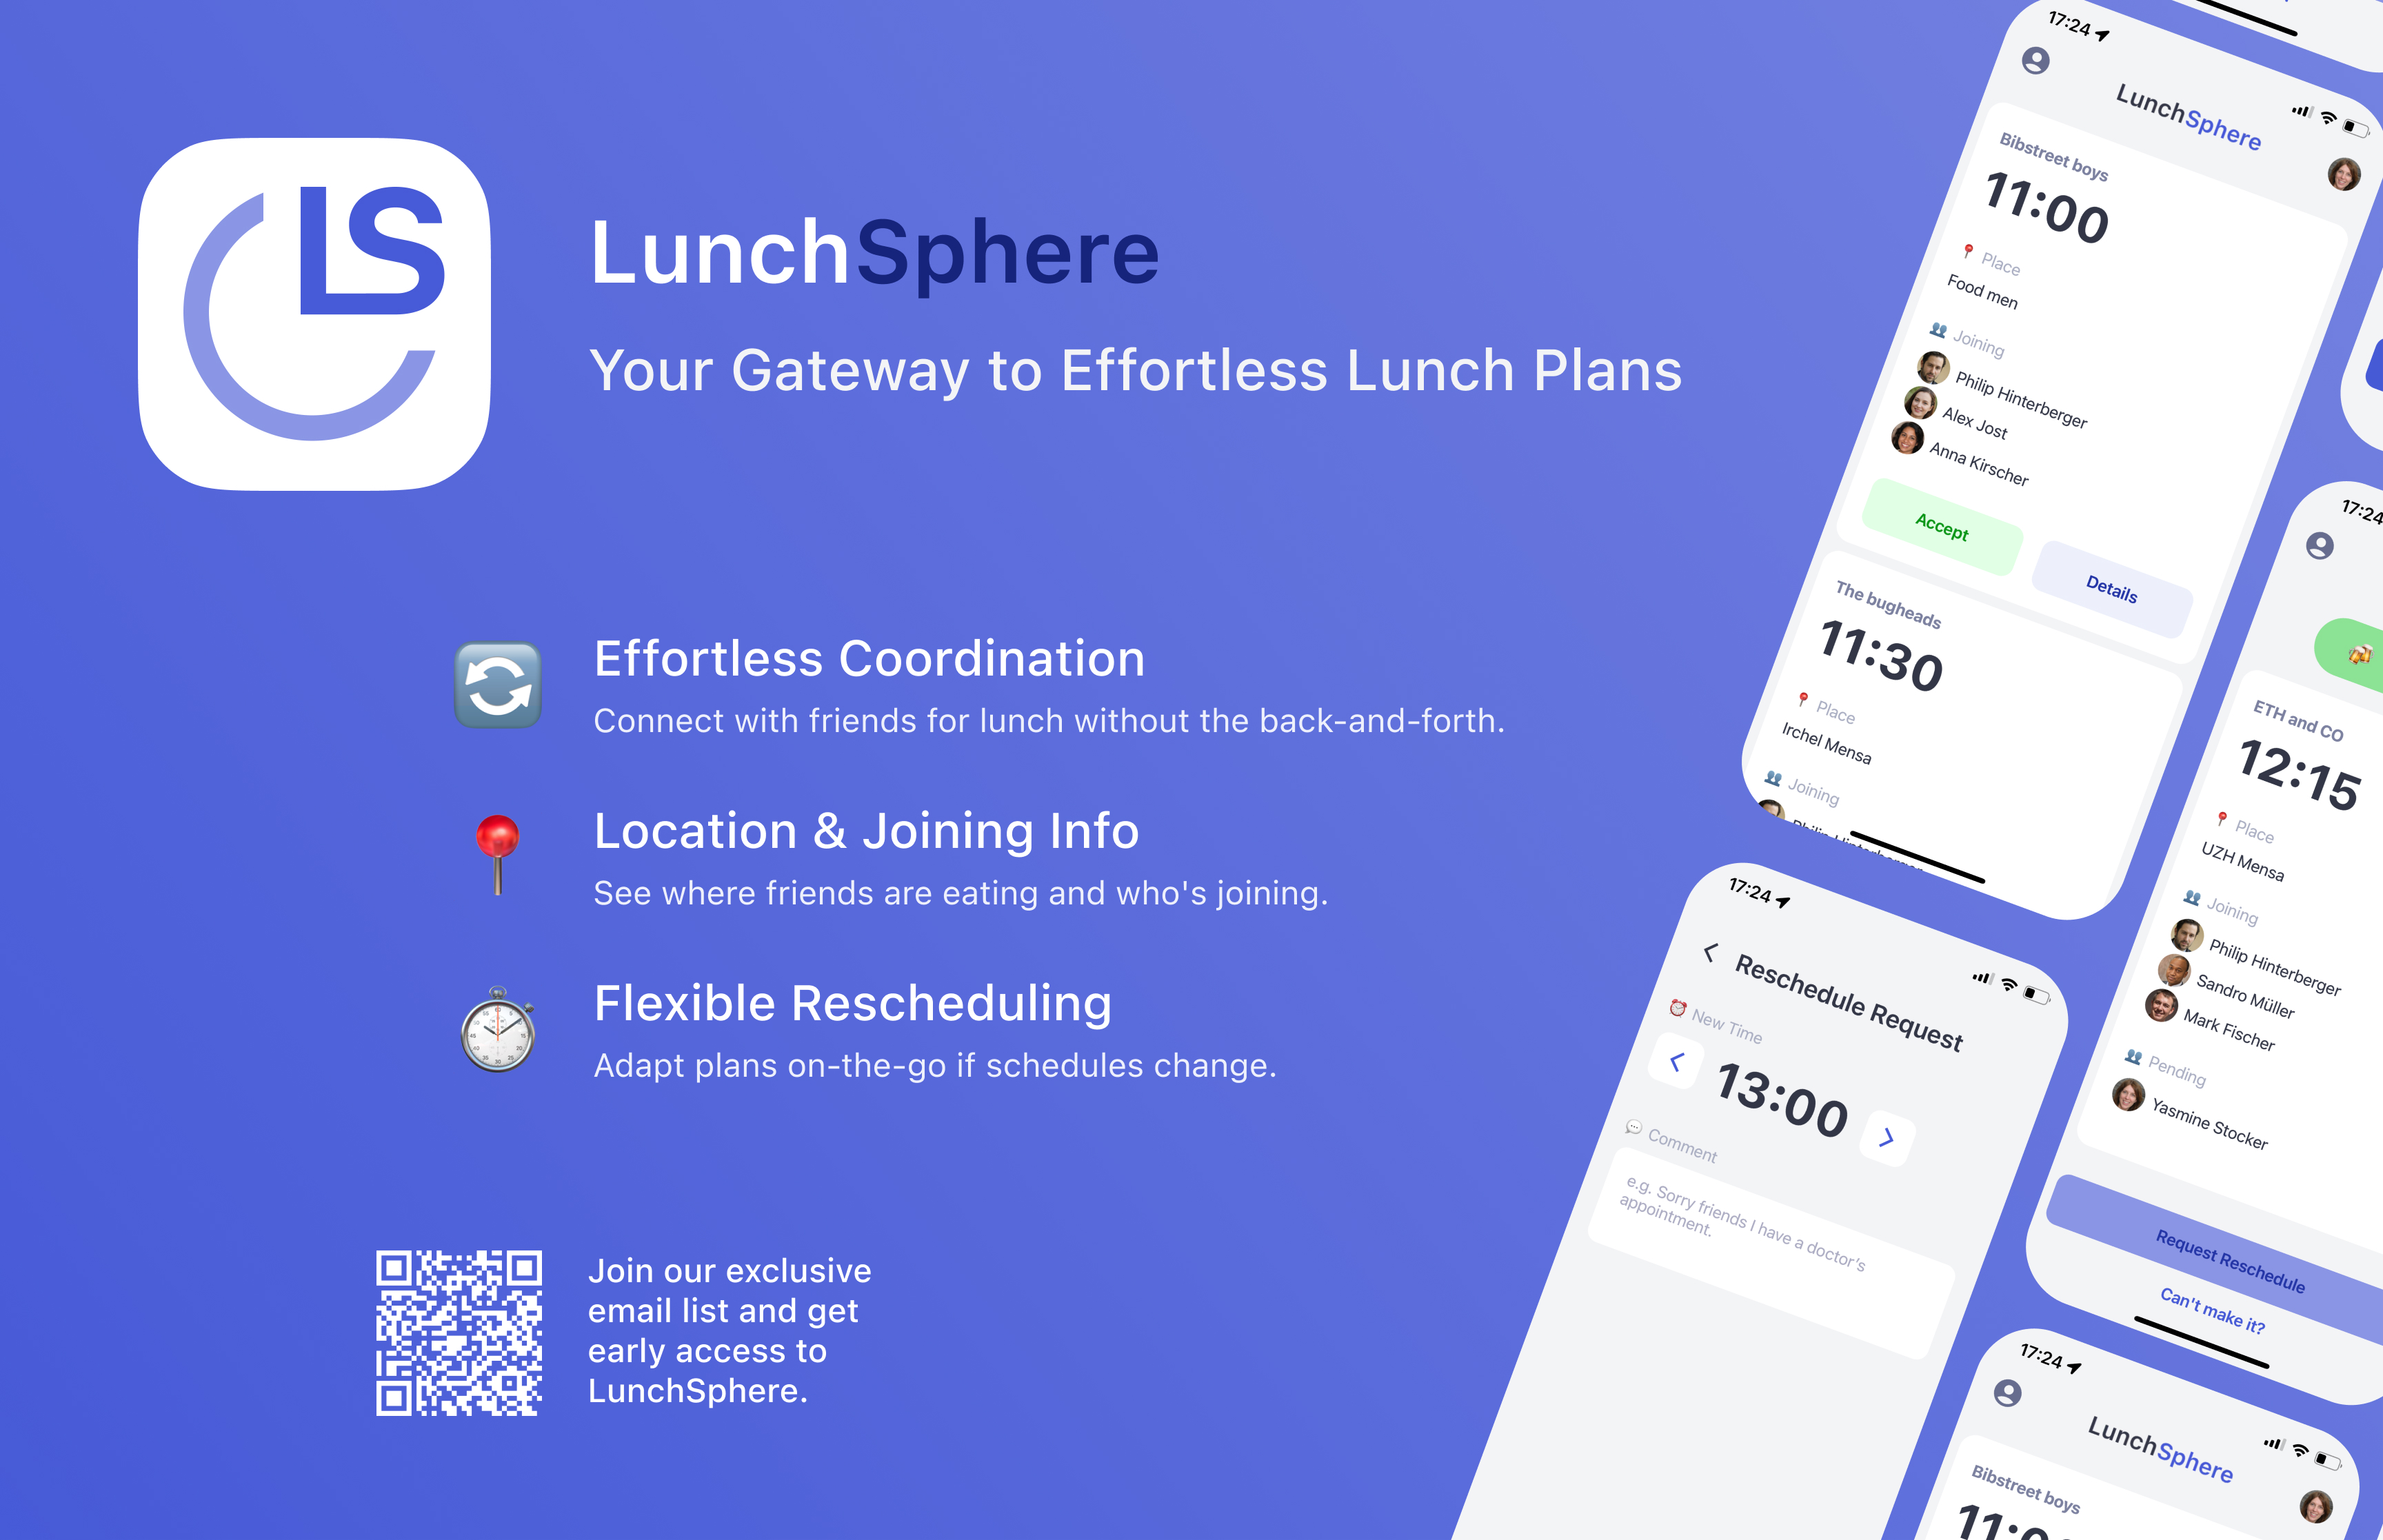 LS
LunchSphere
Your Gateway to Effortless Lunch Plans
Effortless Coordination
Connect with friends for lunch without the back-and-forth.
Location & Joining Info
See where friends are eating and who's joining.
Flexible Rescheduling
Adapt plans on-the-go if schedules change.
Join our exclusive
email list and get
early access to
LunchSphere.
17:24
LunchSphere
Bibstreet boys
11:00
Place
Food men
Joining
Philip Hinterberger
Alex Jost
Anna Kirscher
Accept
Details
The bugheads
11:30
Place
Irchel Mensa
Joining
Philip Hinterberger
17:24
Reschedule Request
New Time
13:00
Comment
e.g. Sorry friends I have a doctor's
appointment.
17:24
ETH and CO
12:15
Place
UZH Mensa
Joining
Philip Hinterberger
Sandro Müller
Mark Fischer
Pending
Yasmine Stocker
Request Reschedule
Can't make it?
17:24
LunchSphere
Bibstreet boys
11:00